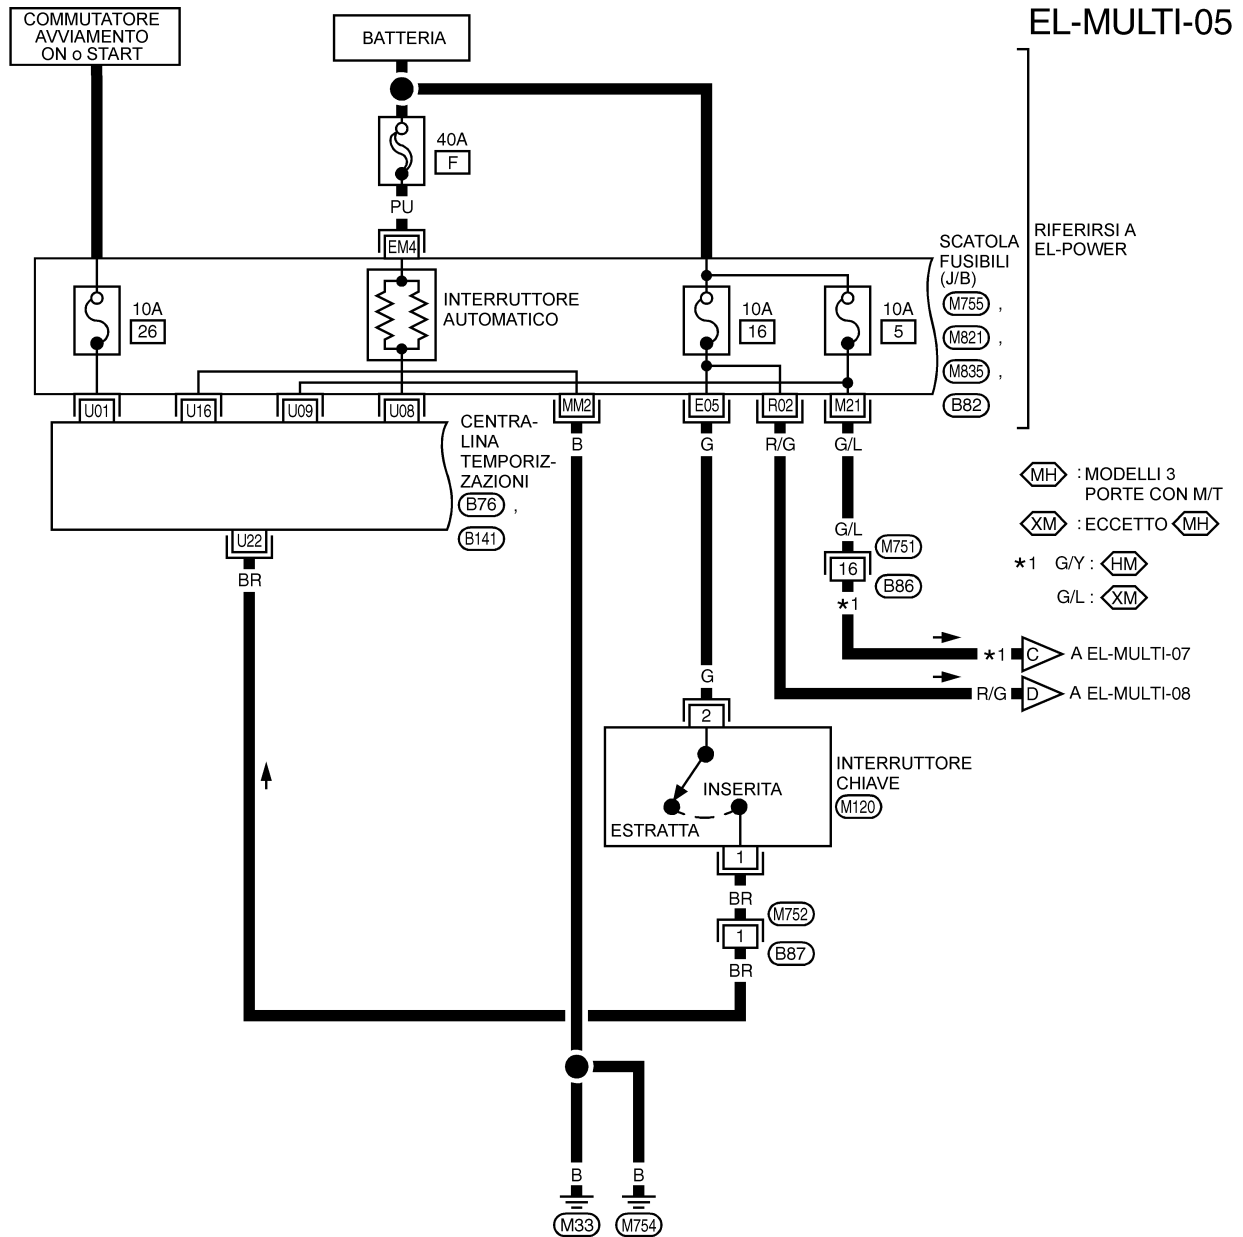 EL-MULTI-05
COMMUTATORE
AVVIAMENTO
ON o START
BATTERIA
40A
F
PU
EM4
RIFERIRSI A
EL-POWER
SCATOLA
FUSIBILI
(J/B)
M755 ,
M821 ,
M835 ,
B82
10A
26
INTERRUTTORE
AUTOMATICO
10A
16
10A
5
U01
U16
U09
U08
MM2
E05
R02
M21
B
G
R/G
G/L
CENTRA-
LINA
TEMPORIZ-
ZAZIONI
B76 ,
B141
U22
BR
MH : MODELLI 3
PORTE CON M/T
XM : ECCETTO MH
*1 G/Y : HM
G/L : XM
G/L
M751
16
B86
*1
*1 C A EL-MULTI-07
R/G D A EL-MULTI-08
G
2
INTERRUTTORE
CHIAVE
M120
INSERITA
ESTRATTA
1
BR
M752
1
B87
BR
B
B
M33
M754